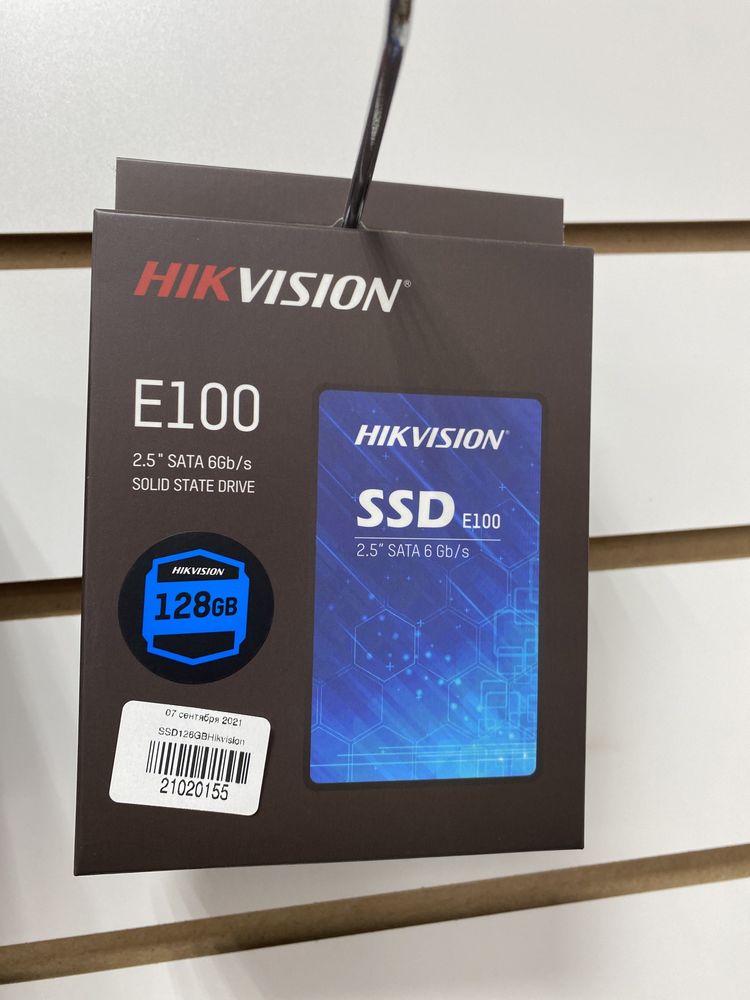 HIKVISION®
E100
2.5" SATA 6Gb/s
SOLID STATE DRIVE
HIKVISION
128GB
07 сентября 2021
SSD128GBHikvision
21020155
HIKVISION®
SSD E100
2.5" SATA 6 Gb/s